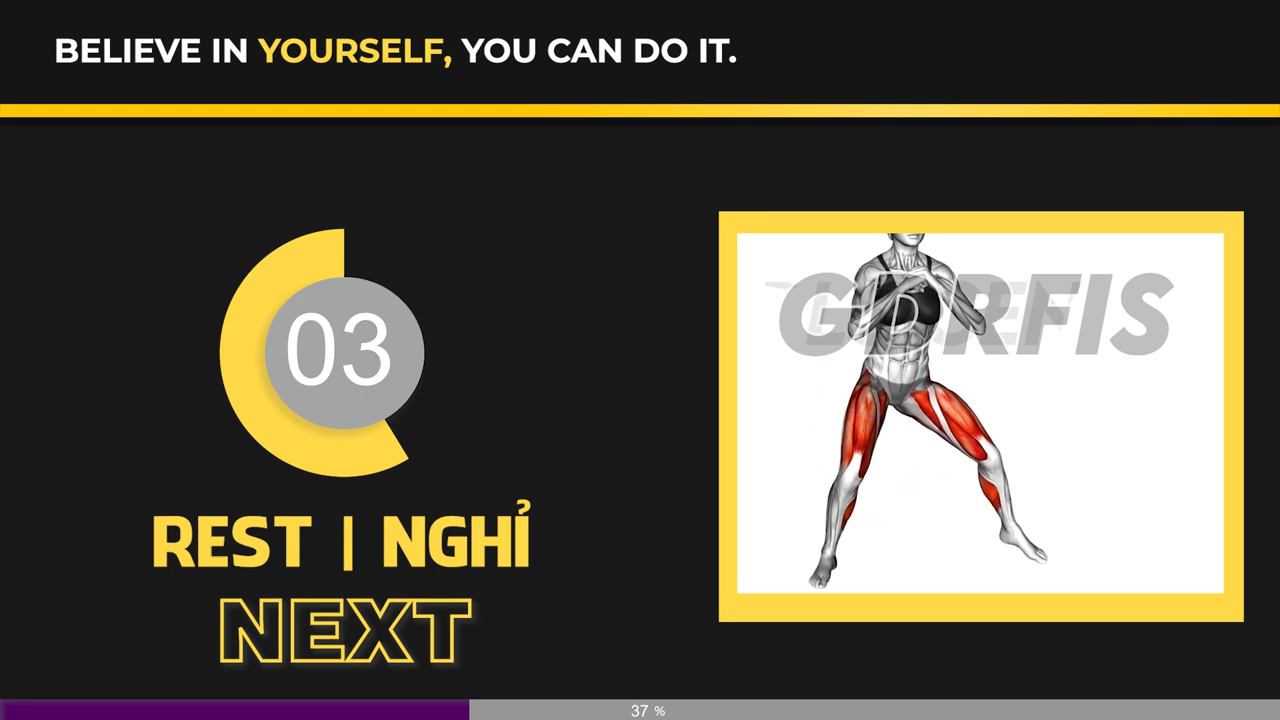 BELIEVE IN YOURSELF, YOU CAN DO IT.
03
REST | NGHỈ
NEXT
37 %